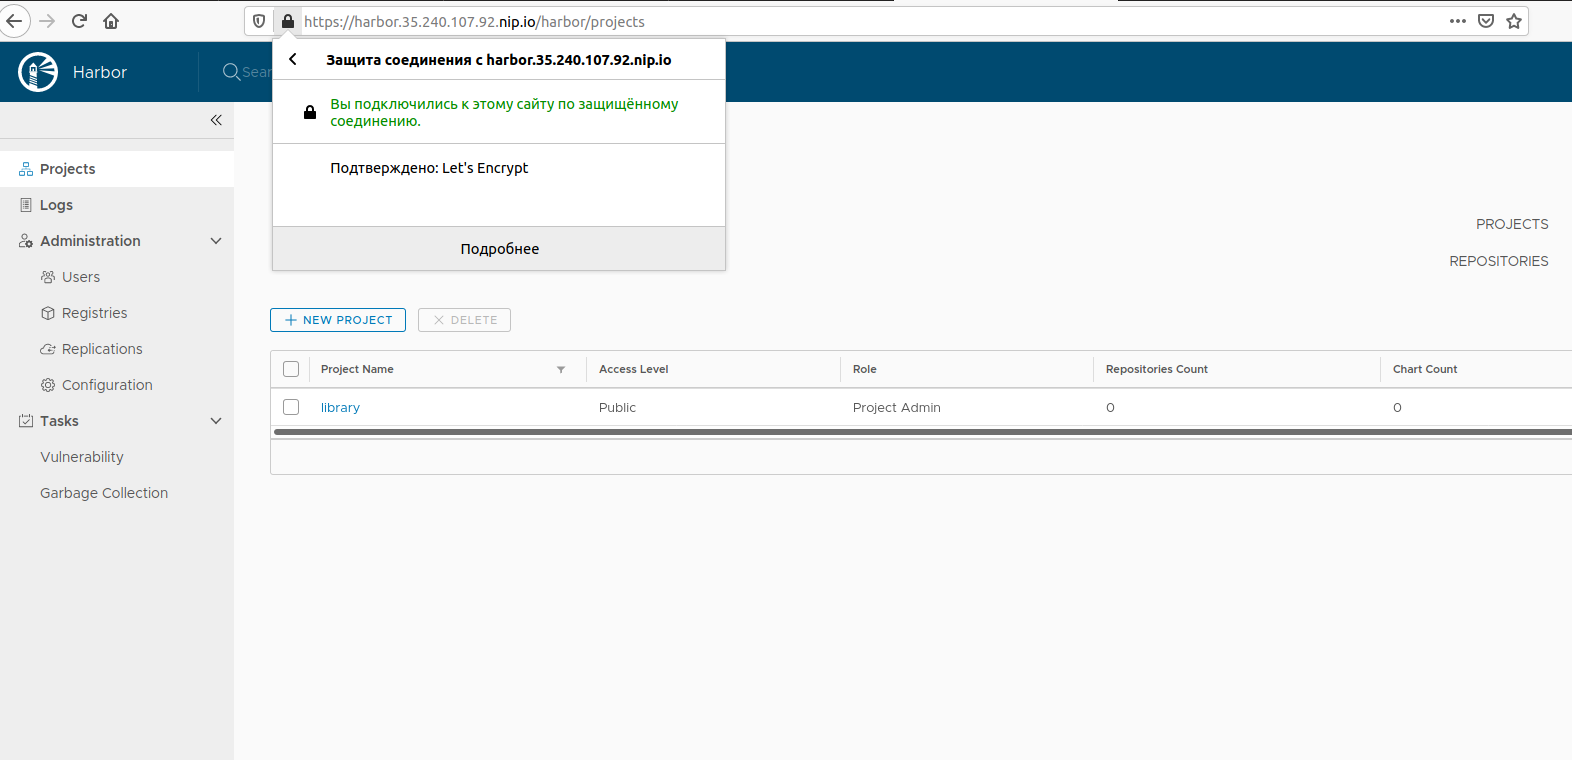 https://harbor.35.240.107.92.nip.io/harbor/projects
Harbor
Защита соединения с harbor.35.240.107.92.nip.io
Вы подключились к этому сайту по защищённому
соединению.
Подтверждено: Let's Encrypt
Подробнее
Projects
Logs
Administration
Users
Registries
Replications
Configuration
Tasks
Vulnerability
Garbage Collection
PROJECTS
REPOSITORIES
+ NEW PROJECT
× DELETE
Project Name Access Level Role Repositories Count Chart Count
library Public Project Admin 0 0